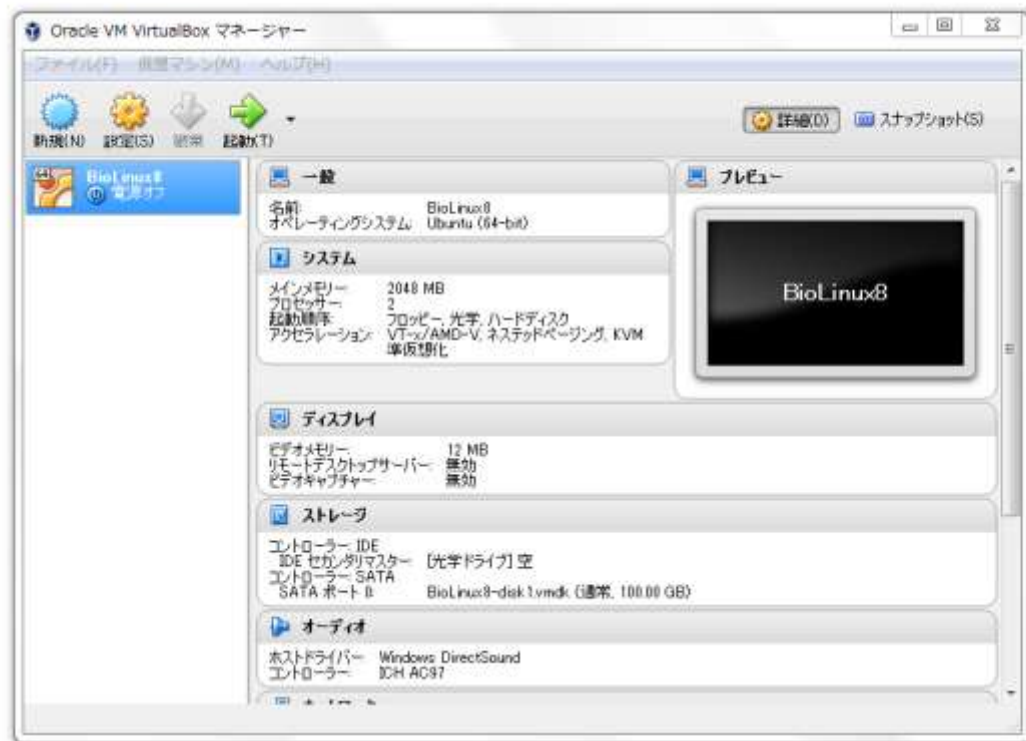 Oracle VM VirtualBox マネージャー
ファイル(F) 仮想マシン(M) ヘルプ(H)
新規(N) 設定(S) 破棄 起動(T)
詳細(D) スナップショット(S)
64
BioLinux8
電源オフ
一般
名前: BioLinux8
オペレーティングシステム: Ubuntu (64-bit)
システム
メインメモリー: 2048 MB
プロセッサー: 2
起動順序: フロッピー, 光学, ハードディスク
アクセラレーション: VT-x/AMD-V, ネステッドページング, KVM
準仮想化
プレビュー
BioLinux8
ディスプレイ
ビデオメモリー: 12 MB
リモートデスクトップサーバー: 無効
ビデオキャプチャー: 無効
ストレージ
コントローラー: IDE
IDE セカンダリマスター: [光学ドライブ] 空
コントローラー: SATA
SATA ポート 0: BioLinux8-disk1.vmdk (通常, 100.00 GB)
オーディオ
ホストドライバー: Windows DirectSound
コントローラー: ICH AC97